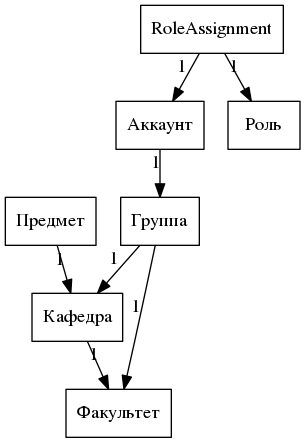 RoleAssignment
1
1
Аккаунт
Роль
1
Предмет
Группа
1
1
1
Кафедра
1
Факультет